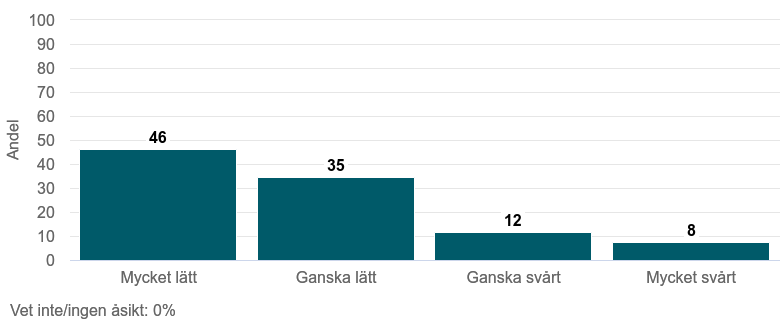 100
90
80
70
60
50
40
30
20
10
0
Andel
46
35
12
8
Mycket lätt
Ganska lätt
Ganska svårt
Mycket svårt
Vet inte/ingen åsikt: 0%